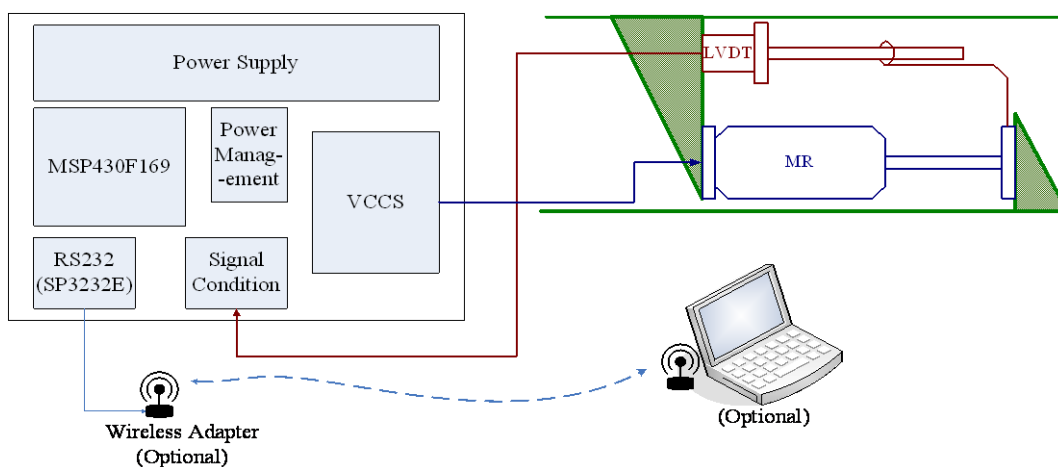 Power Supply
MSP430F169
Power
Manag-
-ement
VCCS
RS232
(SP3232E)
Signal
Condition
LVDT
MR
Wireless Adapter
(Optional)
(Optional)